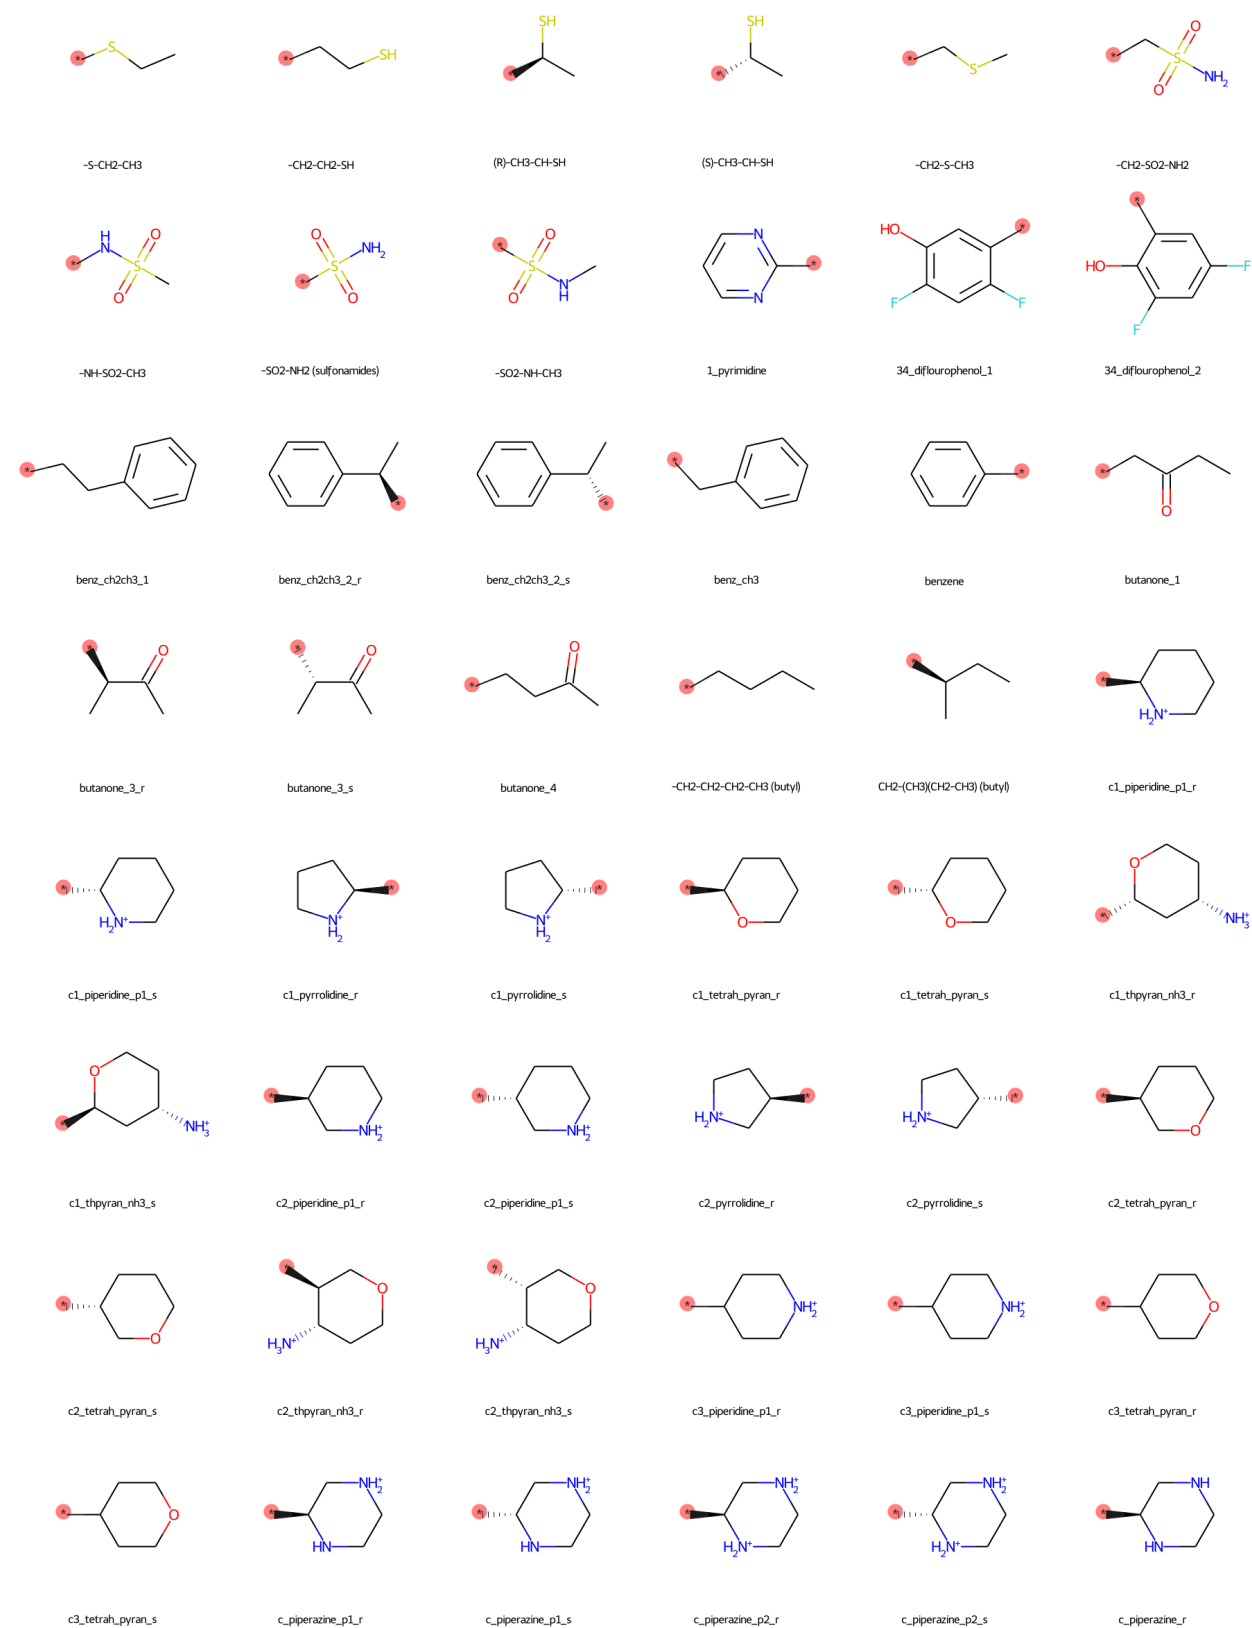 -S-CH2-CH3 -CH2-CH2-SH (R)-CH3-CH-SH (S)-CH3-CH-SH -CH2-S-CH3 -CH2-SO2-NH2
-NH-SO2-CH3 -SO2-NH2 (sulfonamides) -SO2-NH-CH3 1_pyrimidine 34_diflourophenol_1 34_diflourophenol_2
benz_ch2ch3_1 benz_ch2ch3_2_r benz_ch2ch3_2_s benz_ch3 benzene butanone_1
butanone_3_r butanone_3_s butanone_4 -CH2-CH2-CH2-CH3 (butyl) CH2-(CH3)(CH2-CH3) (butyl) c1_piperidine_p1_r
c1_piperidine_p1_s c1_pyrrolidine_r c1_pyrrolidine_s c1_tetrah_pyran_r c1_tetrah_pyran_s c1_thpyran_nh3_r
c1_thpyran_nh3_s c2_piperidine_p1_r c2_piperidine_p1_s c2_pyrrolidine_r c2_pyrrolidine_s c2_tetrah_pyran_r
c2_tetrah_pyran_s c2_thpyran_nh3_r c2_thpyran_nh3_s c3_piperidine_p1_r c3_piperidine_p1_s c3_tetrah_pyran_r
c3_tetrah_pyran_s c_piperazine_p1_r c_piperazine_p1_s c_piperazine_p2_r c_piperazine_p2_s c_piperazine_r